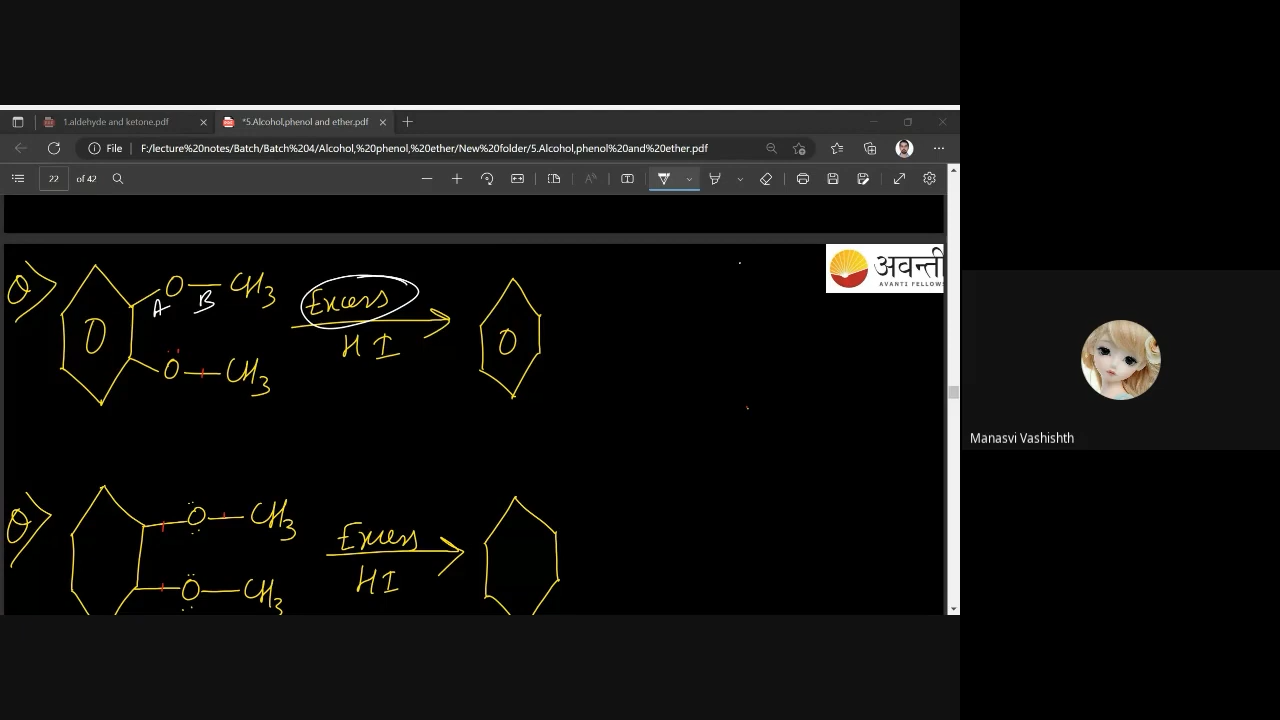 1.aldehyde and ketone.pdf
*5.Alcohol,phenol and ether.pdf
File
F:/lecture%20notes/Batch/Batch%204/Alcohol,%20phenol,%20ether/New%20folder/5.Alcohol,phenol%20and%20ether.pdf
22 of 42
अवन्ती
AVANTI FELLOWS
Q> O—CH3 Excess
A B
HI
O—CH3
Q> O—CH3 Excess
HI
O—CH3
Manasvi Vashishth